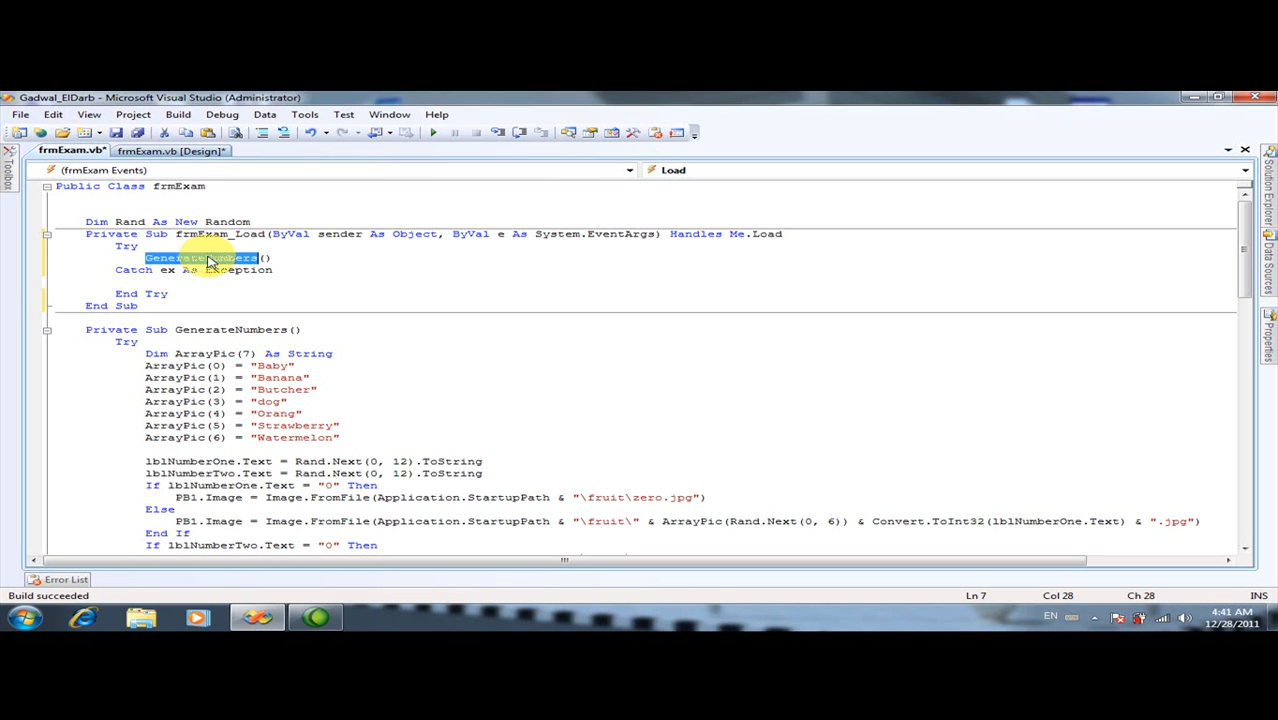 Gadwal_ElDarb - Microsoft Visual Studio (Administrator)
File Edit View Project Build Debug Data Tools Test Window Help
frmExam.vb* frmExam.vb [Design]*
Toolbox
(frmExam Events) Load
Public Class frmExam
Dim Rand As New Random
Private Sub frmExam_Load(ByVal sender As Object, ByVal e As System.EventArgs) Handles Me.Load
Try
GenerateNumbers()
Catch ex As Exception
End Try
End Sub
Private Sub GenerateNumbers()
Try
Dim ArrayPic(7) As String
ArrayPic(0) = "Baby"
ArrayPic(1) = "Banana"
ArrayPic(2) = "Butcher"
ArrayPic(3) = "dog"
ArrayPic(4) = "Orang"
ArrayPic(5) = "Strawberry"
ArrayPic(6) = "Watermelon"
lblNumberOne.Text = Rand.Next(0, 12).ToString
lblNumberTwo.Text = Rand.Next(0, 12).ToString
If lblNumberOne.Text = "0" Then
PB1.Image = Image.FromFile(Application.StartupPath & "\fruit\zero.jpg")
Else
PB1.Image = Image.FromFile(Application.StartupPath & "\fruit\" & ArrayPic(Rand.Next(0, 6)) & Convert.ToInt32(lblNumberOne.Text) & ".jpg")
End If
If lblNumberTwo.Text = "0" Then
Solution Explorer
Data Sources
Properties
Error List
Build succeeded Ln 7 Col 28 Ch 28 INS
EN 4:41 AM
12/28/2011